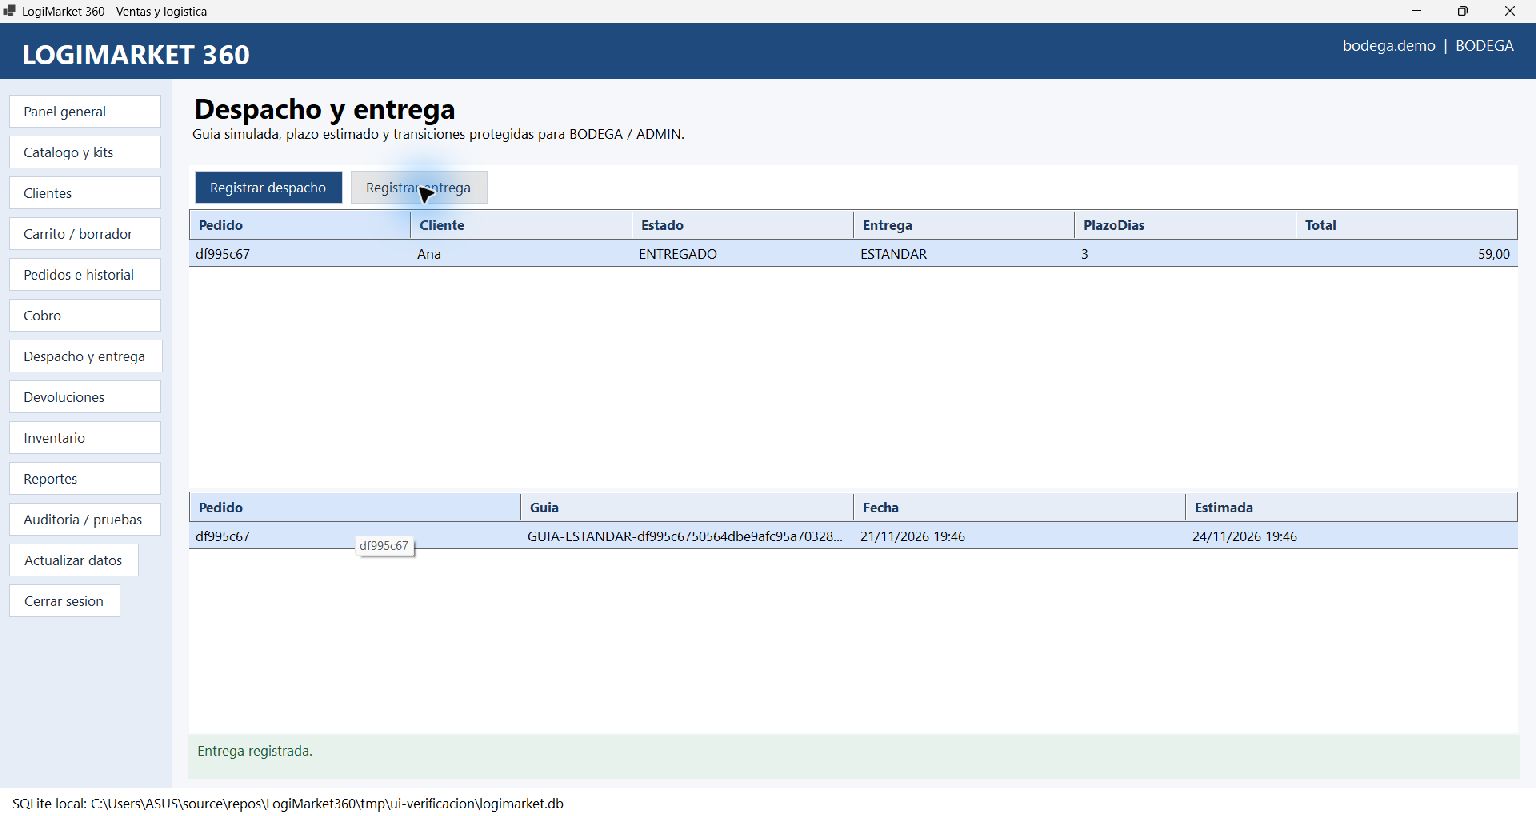 LogiMarket 360 - Ventas y logistica
LOGIMARKET 360
bodega.demo | BODEGA
Panel general
Catalogo y kits
Clientes
Carrito / borrador
Pedidos e historial
Cobro
Despacho y entrega
Devoluciones
Inventario
Reportes
Auditoria / pruebas
Actualizar datos
Cerrar sesion
Despacho y entrega
Guia simulada, plazo estimado y transiciones protegidas para BODEGA / ADMIN.
Registrar despacho Registrar entrega
Pedido Cliente Estado Entrega PlazoDias Total
df995c67 Ana ENTREGADO ESTANDAR 3 59,00
Pedido Guia Fecha Estimada
df995c67 GUIA-ESTANDAR-df995c6750564dbe9afc95a70328... 21/11/2026 19:46 24/11/2026 19:46
df995c67
Entrega registrada.
SQLite local: C:\Users\ASUS\source\repos\LogiMarket360\tmp\ui-verificacion\logimarket.db